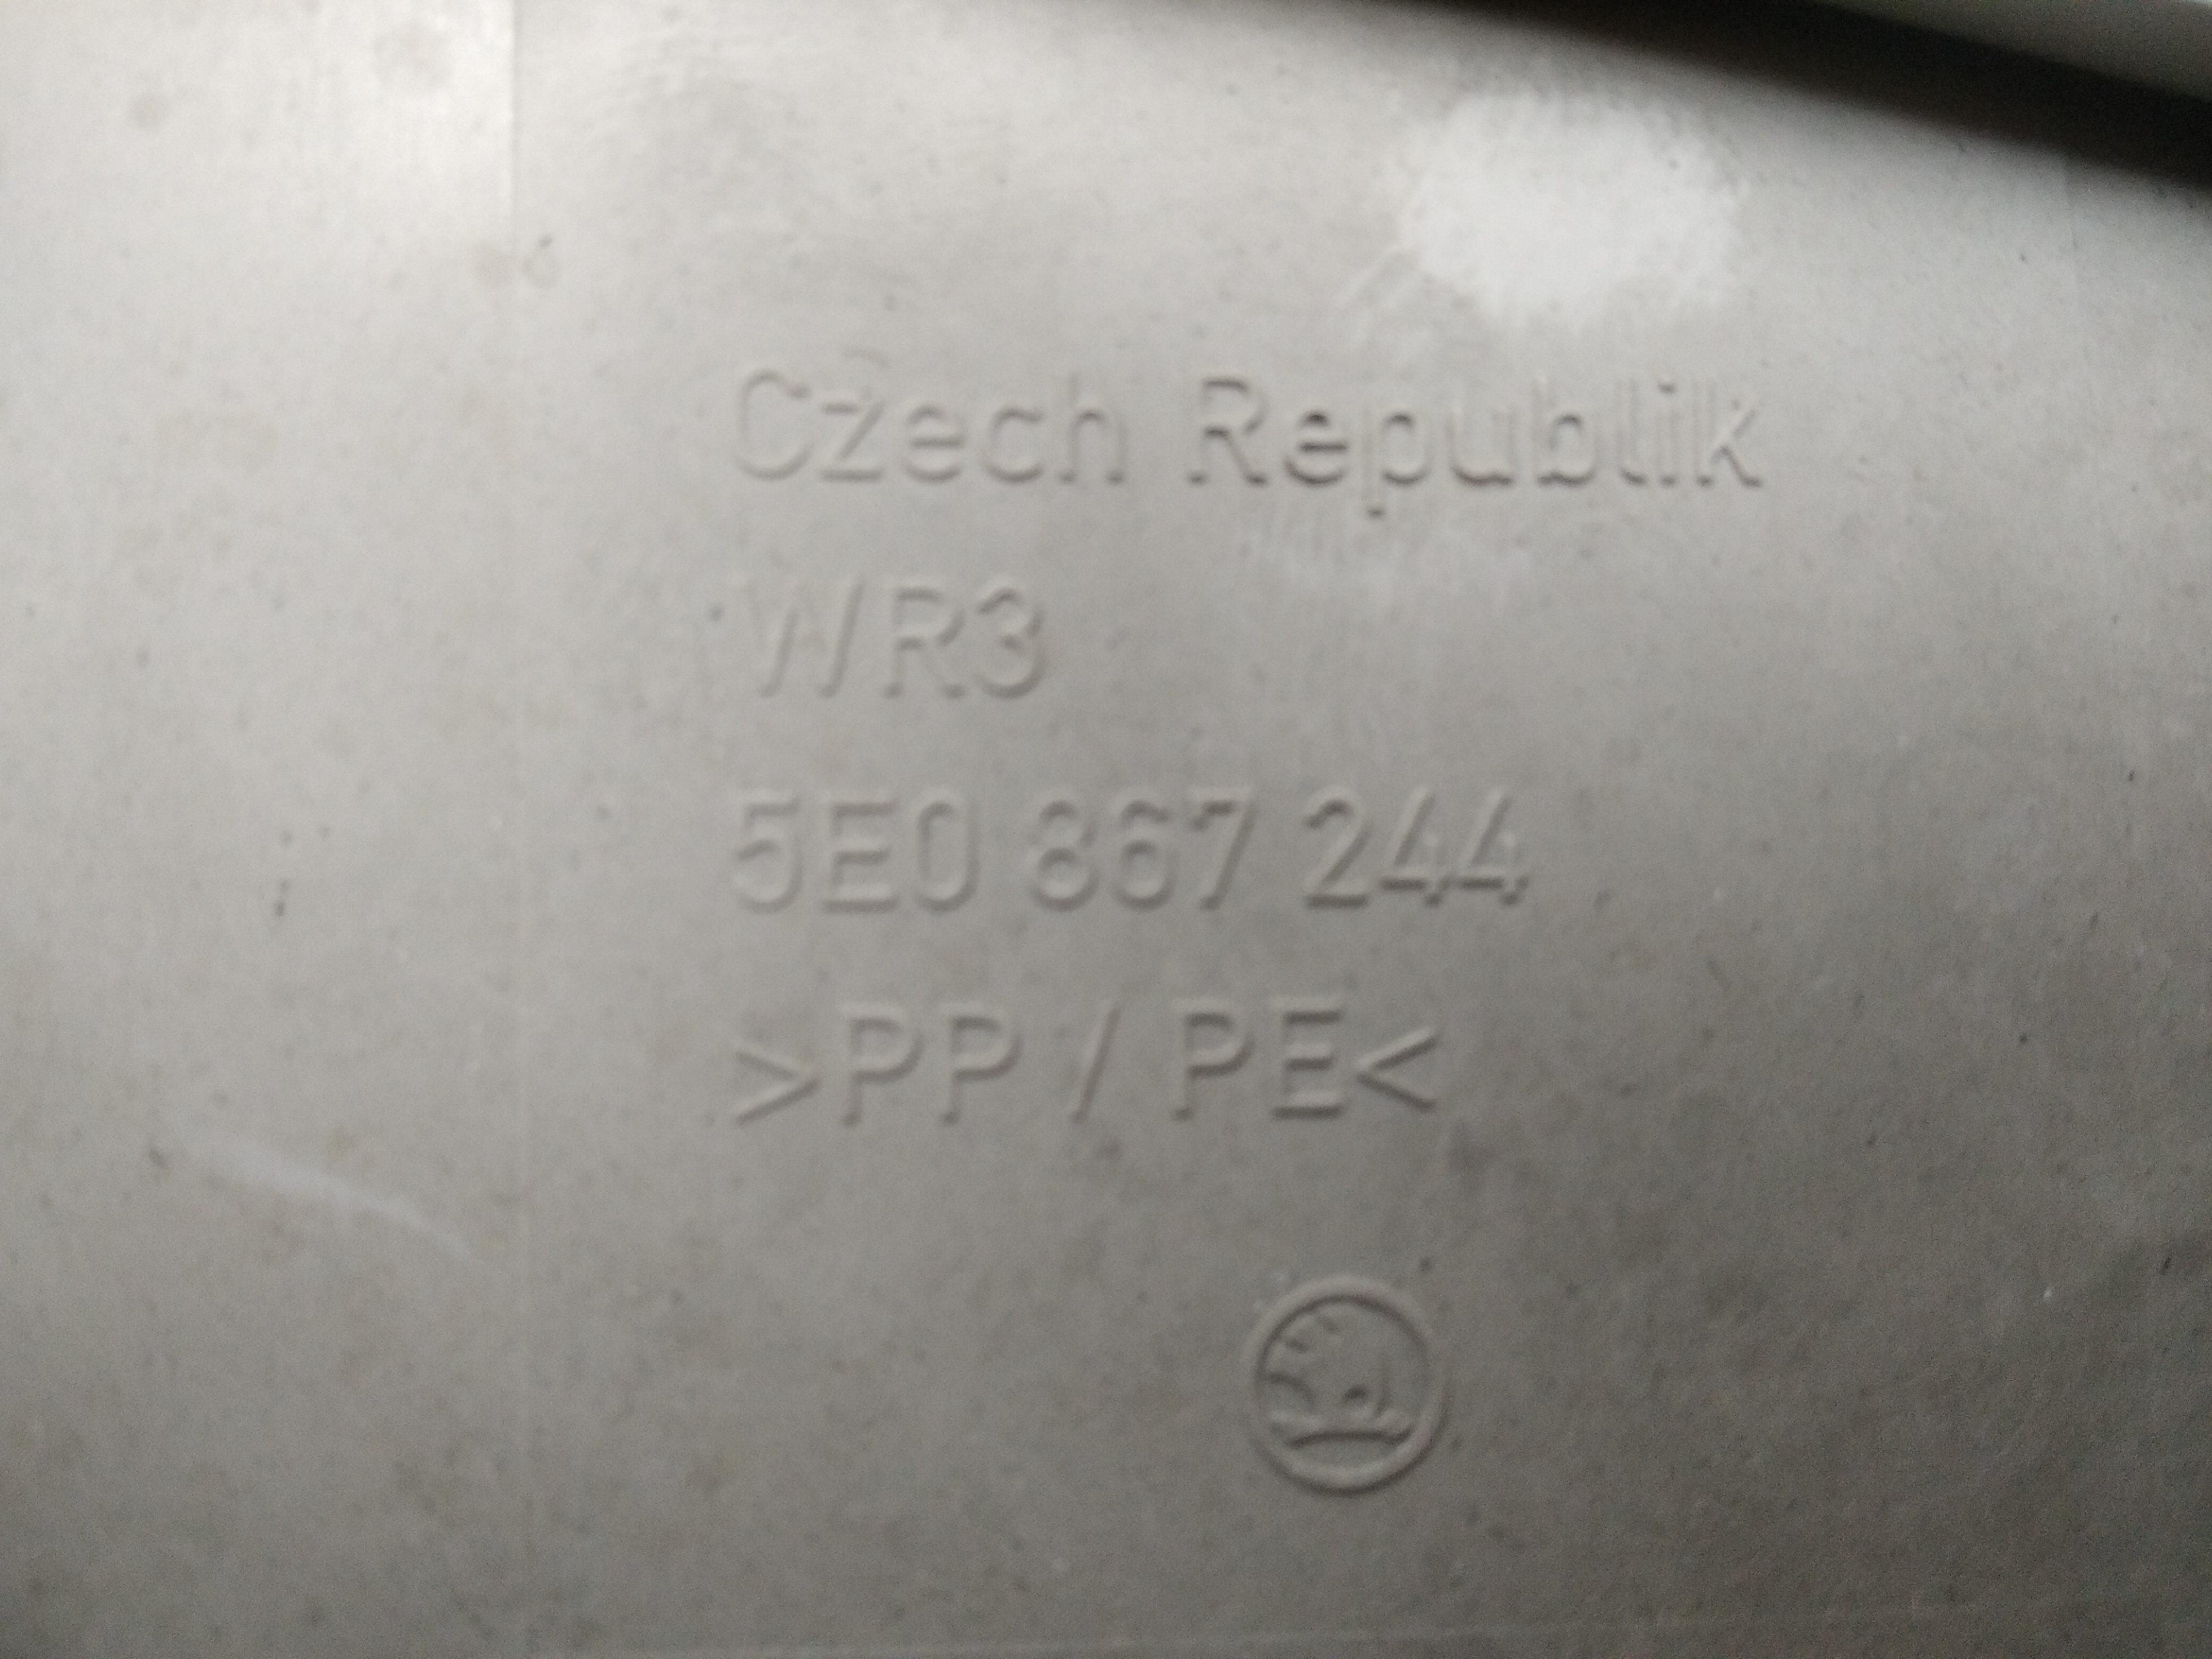 Czech Republik
WR3
5E0 867 244
>PP / PE<